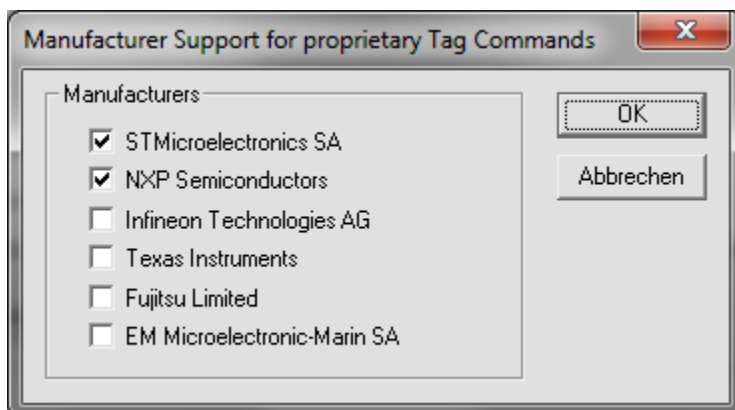 Manufacturer Support for proprietary Tag Commands
Manufacturers
STMicroelectronics SA
NXP Semiconductors
Infineon Technologies AG
Texas Instruments
Fujitsu Limited
EM Microelectronic-Marin SA
OK
Abbrechen